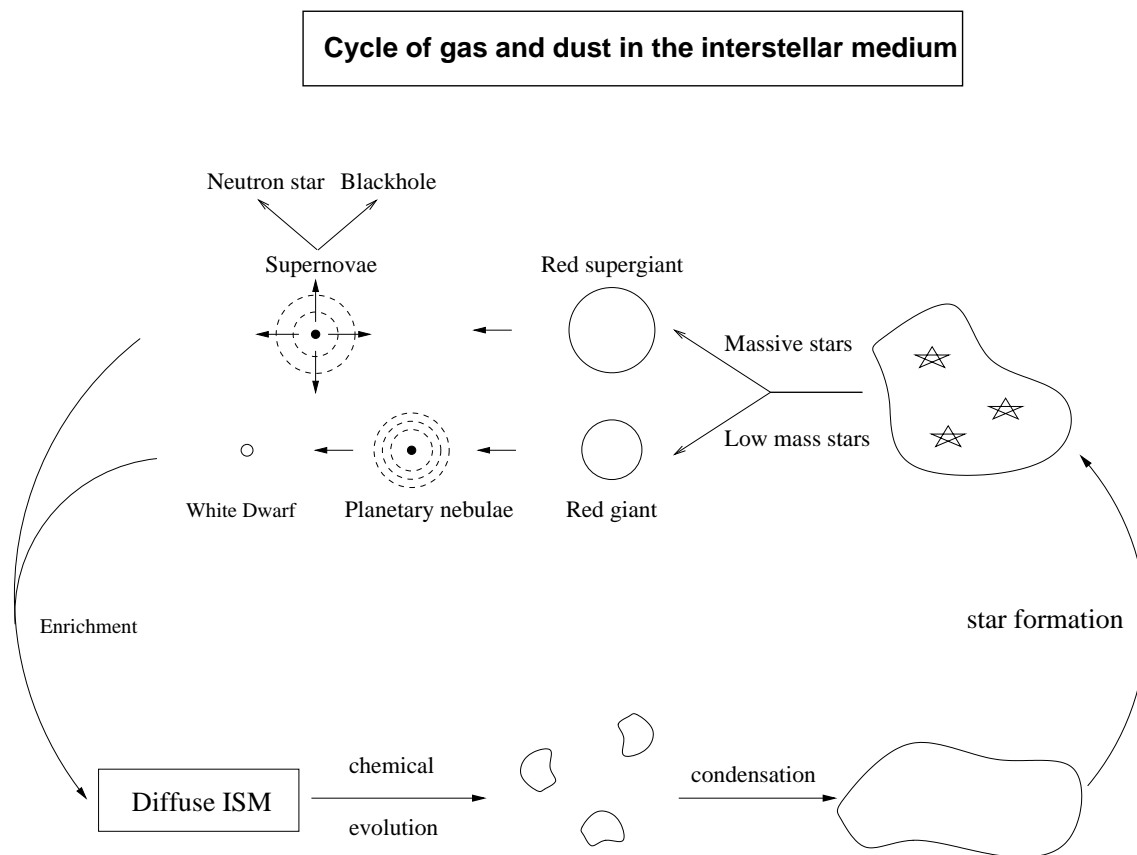 Cycle of gas and dust in the interstellar medium
Neutron star
Blackhole
Supernovae
Red supergiant
Massive stars
Low mass stars
White Dwarf
Planetary nebulae
Red giant
Enrichment
star formation
Diffuse ISM
chemical
evolution
condensation